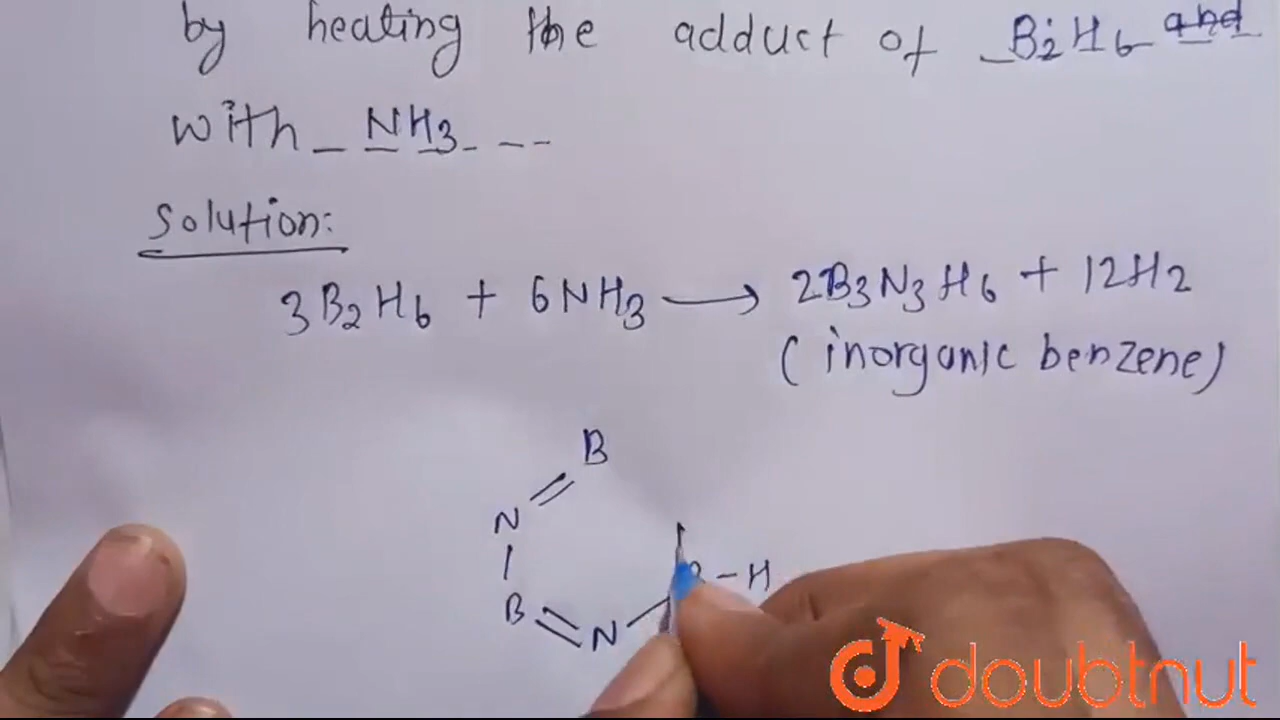 by heating the adduct of B2H6 and
with NH3
Solution:
3B2H6 + 6NH3 → 2B3N3H6 + 12H2
(inorganic benzene)
B
N
B - H
B
N
doubtnut